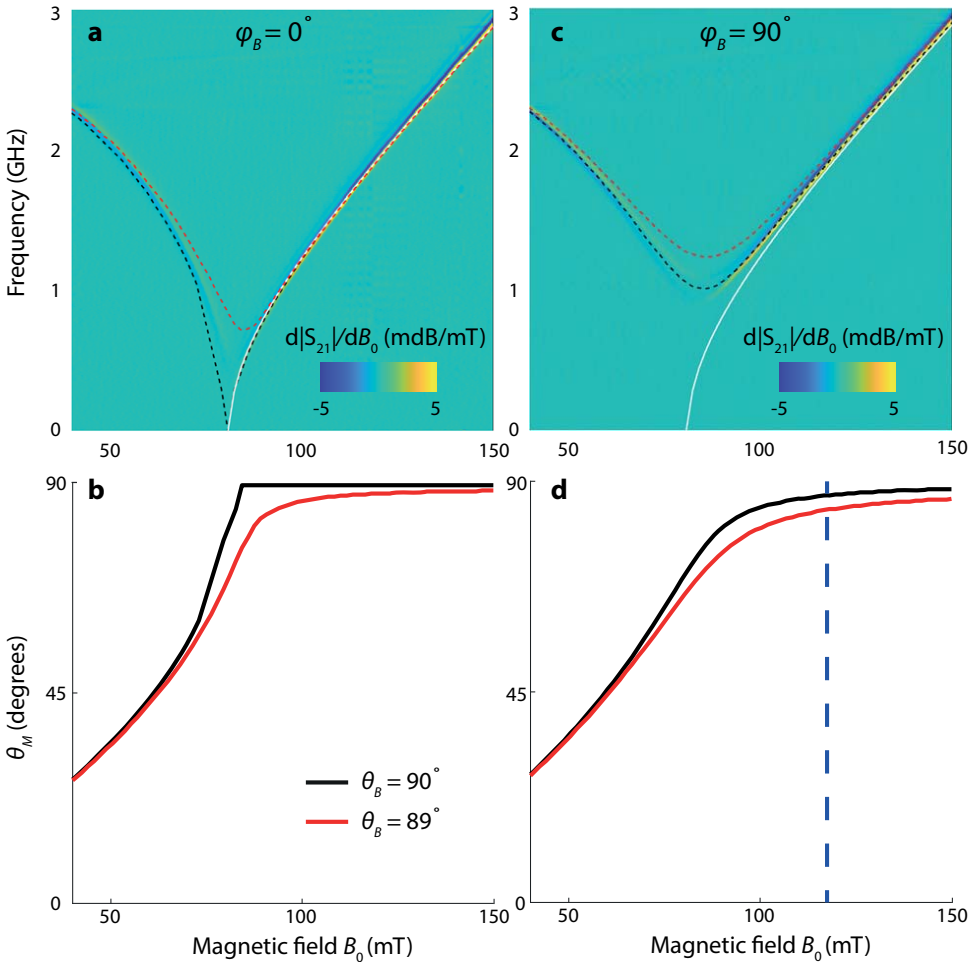 a
φB = 0°
3
2
1
0
Frequency (GHz)
d|S21|/dB0 (mdB/mT)
-5
5
50
100
150
c
φB = 90°
3
2
1
0
d|S21|/dB0 (mdB/mT)
-5
5
50
100
150
b
90
45
0
θM (degrees)
θB = 90°
θB = 89°
50
100
150
Magnetic field B0 (mT)
d
90
45
0
50
100
150
Magnetic field B0 (mT)